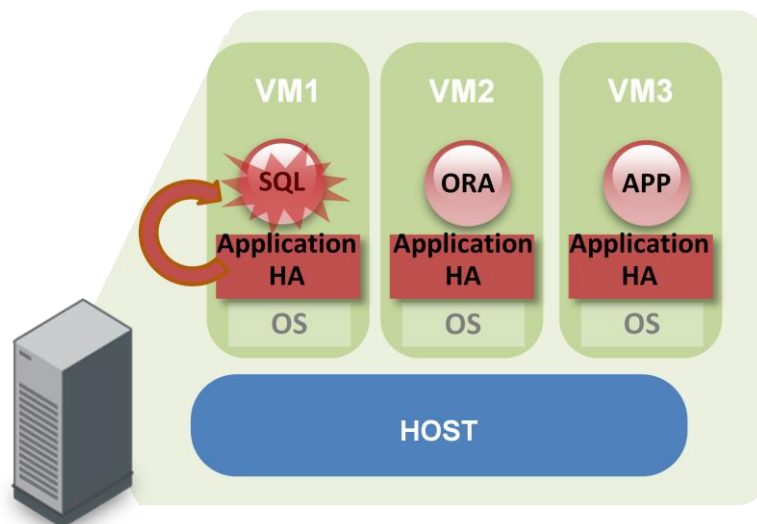 VM1
VM2
VM3
SQL
ORA
APP
Application
HA
Application
HA
Application
HA
OS
OS
OS
HOST